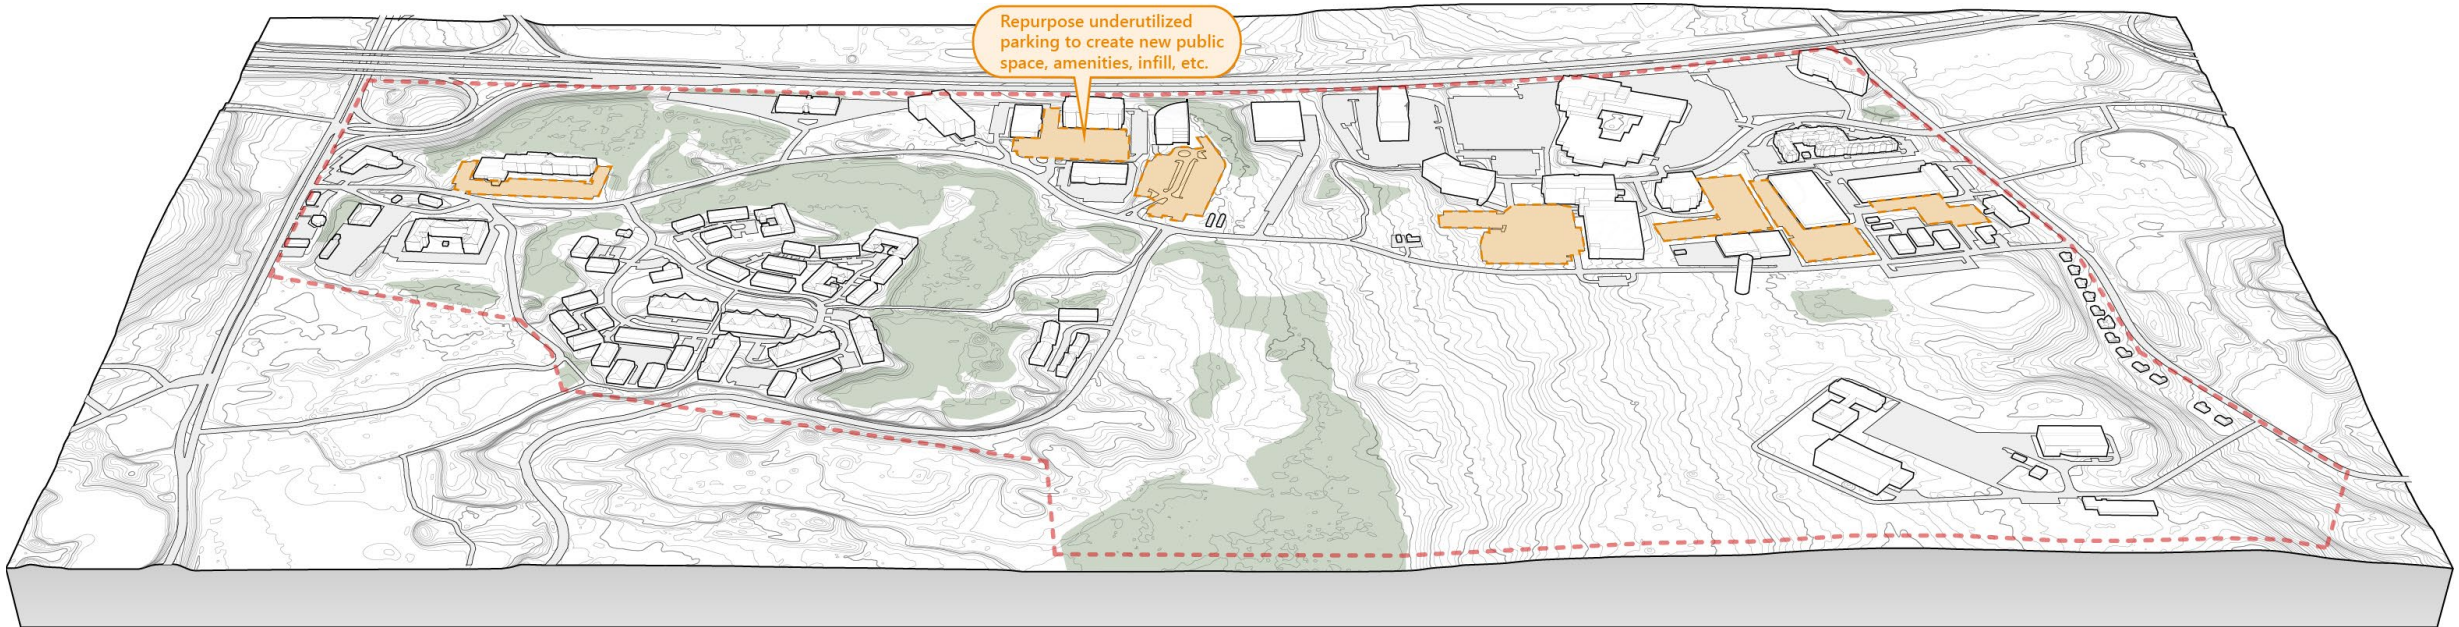 Repurpose underutilized
parking to create new public
space, amenities, infill, etc.